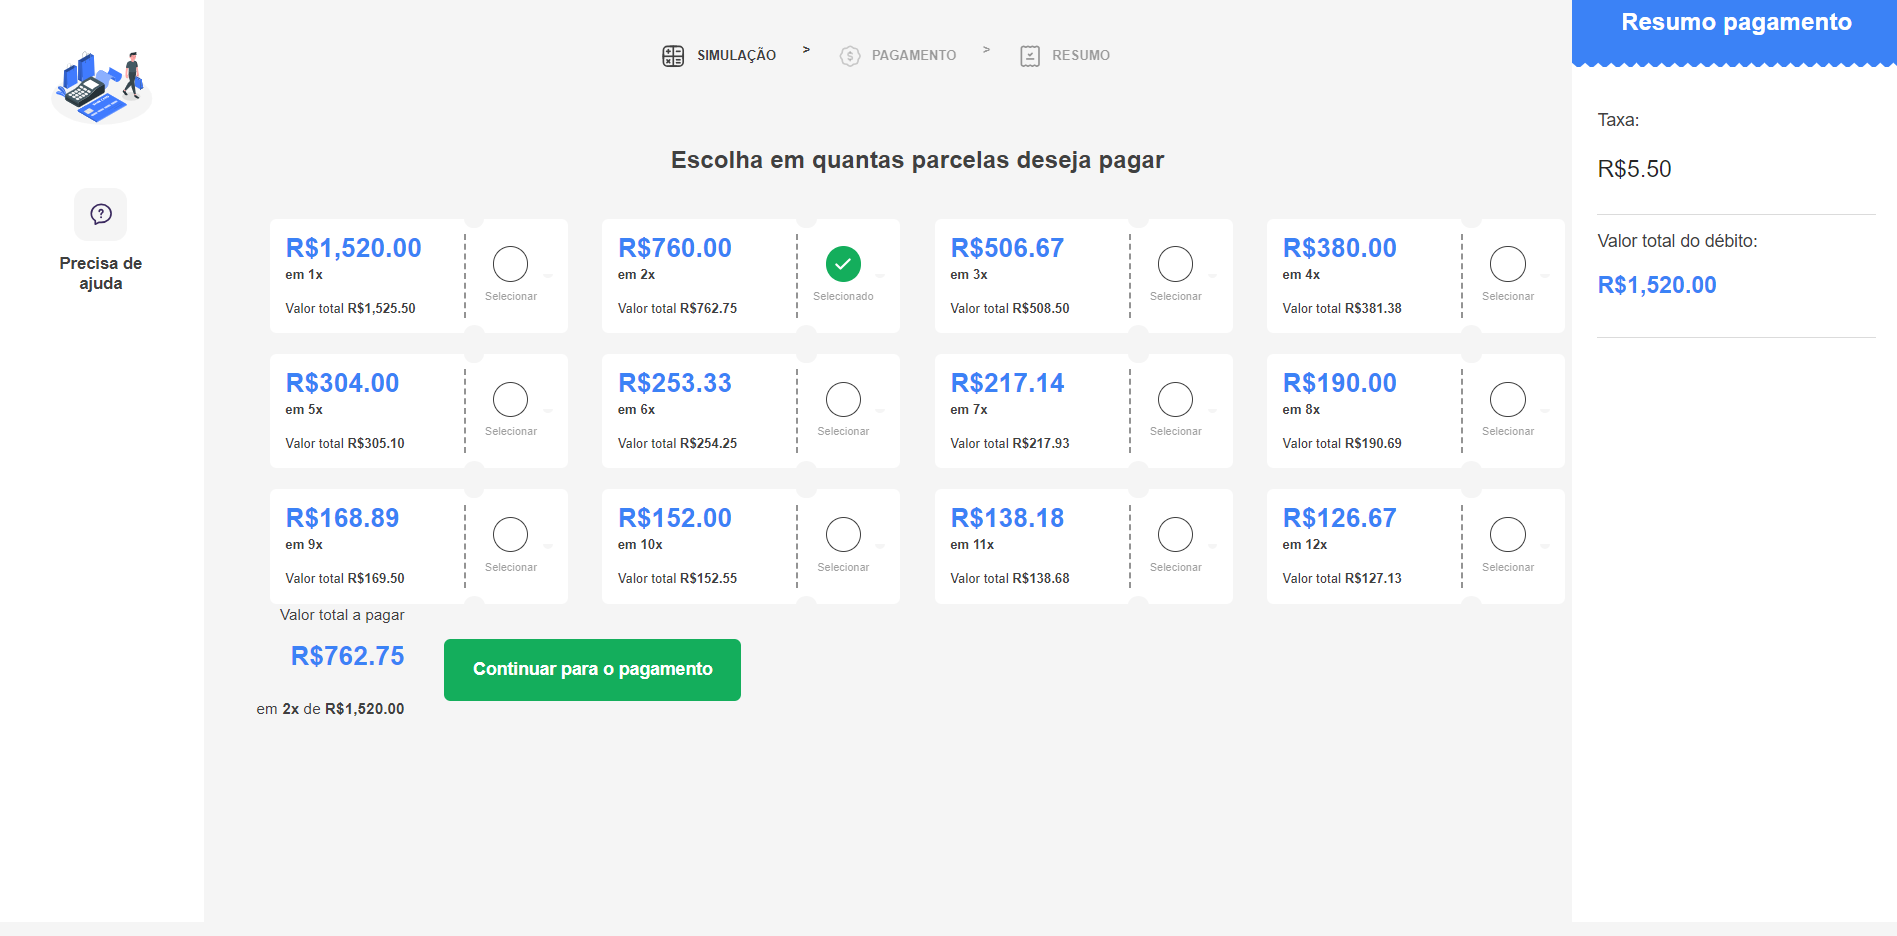 SIMULAÇÃO > PAGAMENTO > RESUMO
Precisa de
ajuda
Escolha em quantas parcelas deseja pagar
R$1,520.00
em 1x
Valor total R$1,525.50
Selecionar
R$760.00
em 2x
Valor total R$762.75
Selecionado
R$506.67
em 3x
Valor total R$508.50
Selecionar
R$380.00
em 4x
Valor total R$381.38
Selecionar
R$304.00
em 5x
Valor total R$305.10
Selecionar
R$253.33
em 6x
Valor total R$254.25
Selecionar
R$217.14
em 7x
Valor total R$217.93
Selecionar
R$190.00
em 8x
Valor total R$190.69
Selecionar
R$168.89
em 9x
Valor total R$169.50
Selecionar
R$152.00
em 10x
Valor total R$152.55
Selecionar
R$138.18
em 11x
Valor total R$138.68
Selecionar
R$126.67
em 12x
Valor total R$127.13
Selecionar
Valor total a pagar
R$762.75
em 2x de R$1,520.00
Continuar para o pagamento
Resumo pagamento
Taxa:
R$5.50
Valor total do débito:
R$1,520.00